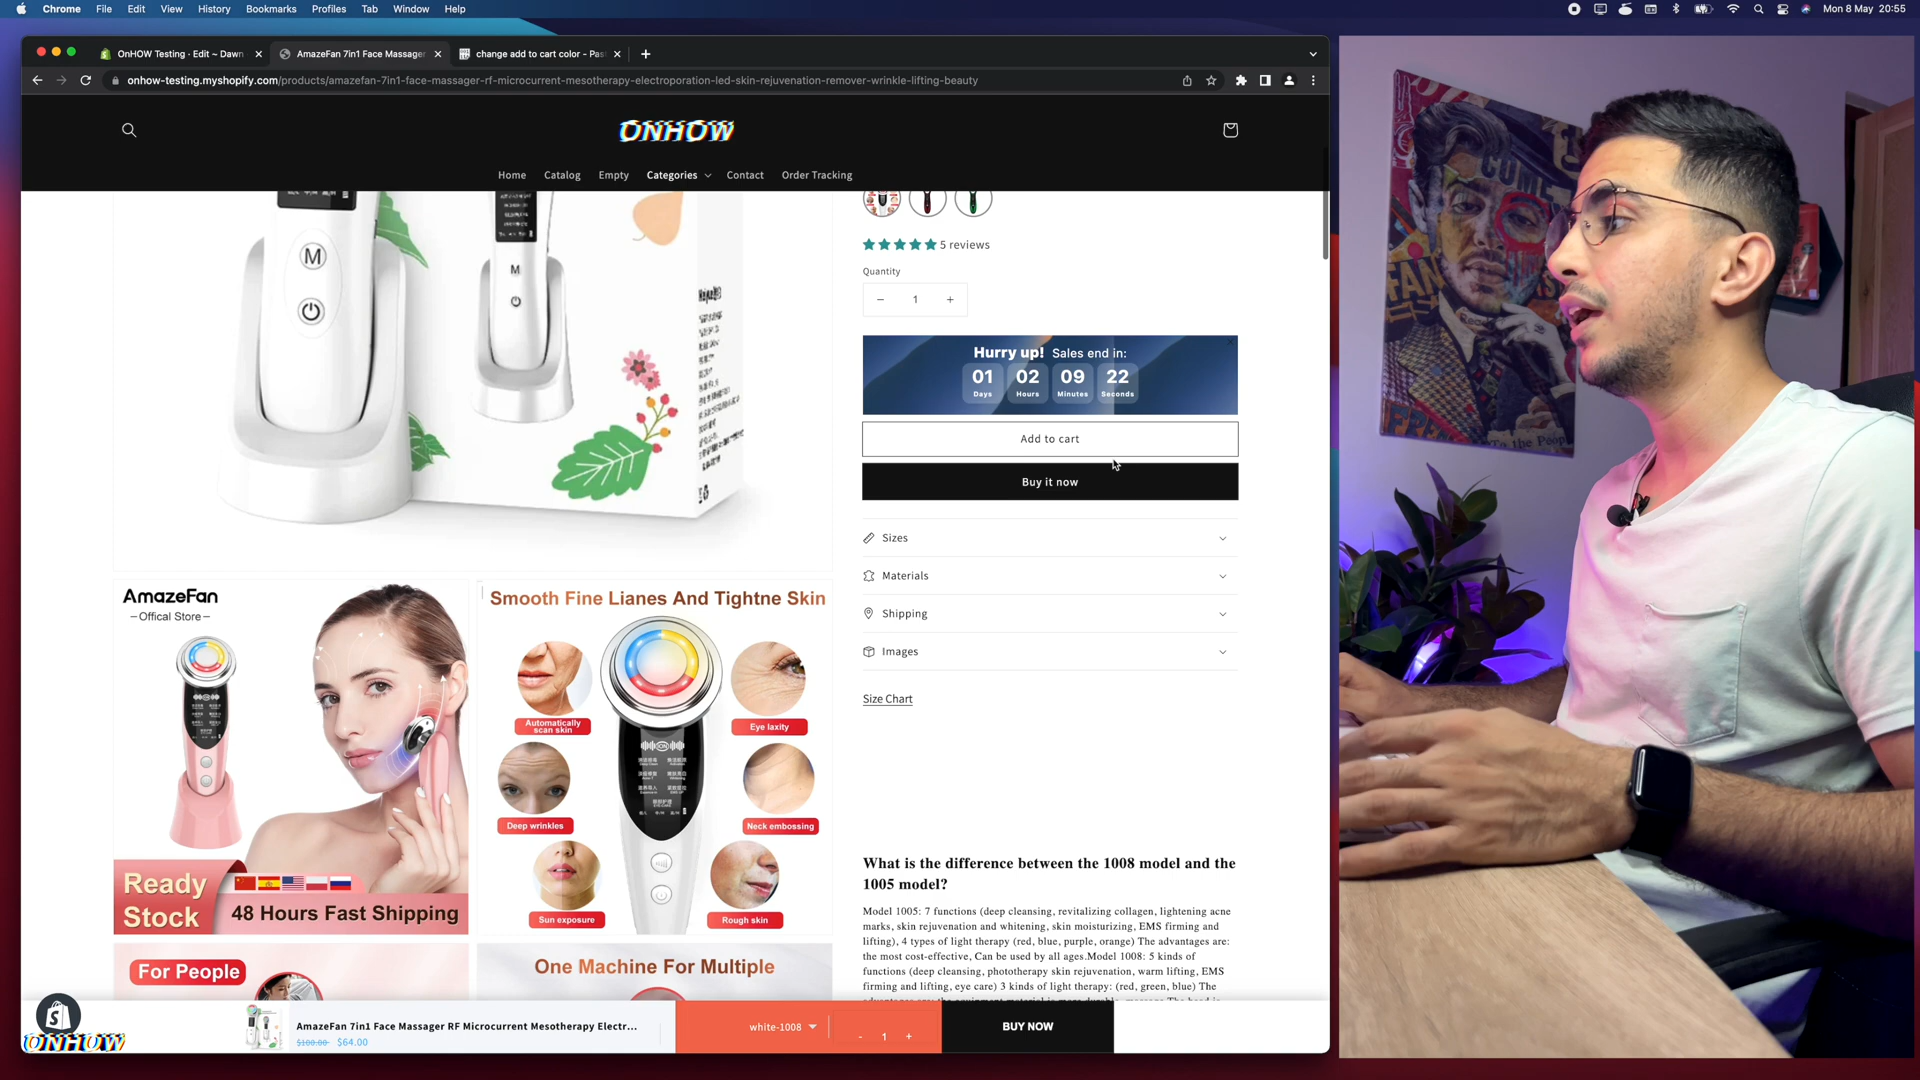 Chrome File Edit View History Bookmarks Profiles Tab Window Help
Mon 8 May 20:55
OnHOW Testing · Edit ~ Dawn
AmazeFan 7in1 Face Massager
change add to cart color - Pas
onhow-testing.myshopify.com/products/amazefan-7in1-face-massager-rf-microcurrent-mesotherapy-electroporation-led-skin-rejuvenation-remover-wrinkle-lifting-beauty
ONHOW
Home Catalog Empty Categories Contact Order Tracking
M
M
5 reviews
Quantity
− 1 +
Hurry up! Sales end in:
01 02 09 22
Days Hours Minutes Seconds
Add to cart
Buy it now
Sizes
Materials
Shipping
Images
Size Chart
AmazeFan
—Offical Store—
Ready
Stock
48 Hours Fast Shipping
Smooth Fine Lianes And Tightne Skin
Automatically
scan skin
Eye laxity
Deep wrinkles
Neck embossing
Sun exposure
Rough skin
For People
One Machine For Multiple
What is the difference between the 1008 model and the
1005 model?
Model 1005: 7 functions (deep cleansing, revitalizing collagen, lightening acne
marks, skin rejuvenation and whitening, skin moisturizing, EMS firming and
lifting), 4 types of light therapy (red, blue, purple, orange) The advantages are:
the most cost-effective, Can be used by all ages.Model 1008: 5 kinds of
functions (deep cleansing, phototherapy skin rejuvenation, warm lifting, EMS
firming and lifting, eye care) 3 kinds of light therapy: (red, green, blue) The
AmazeFan 7in1 Face Massager RF Microcurrent Mesotherapy Electr...
$100.00 $64.00
white-1008
- 1 +
BUY NOW
ONHOW
To the People